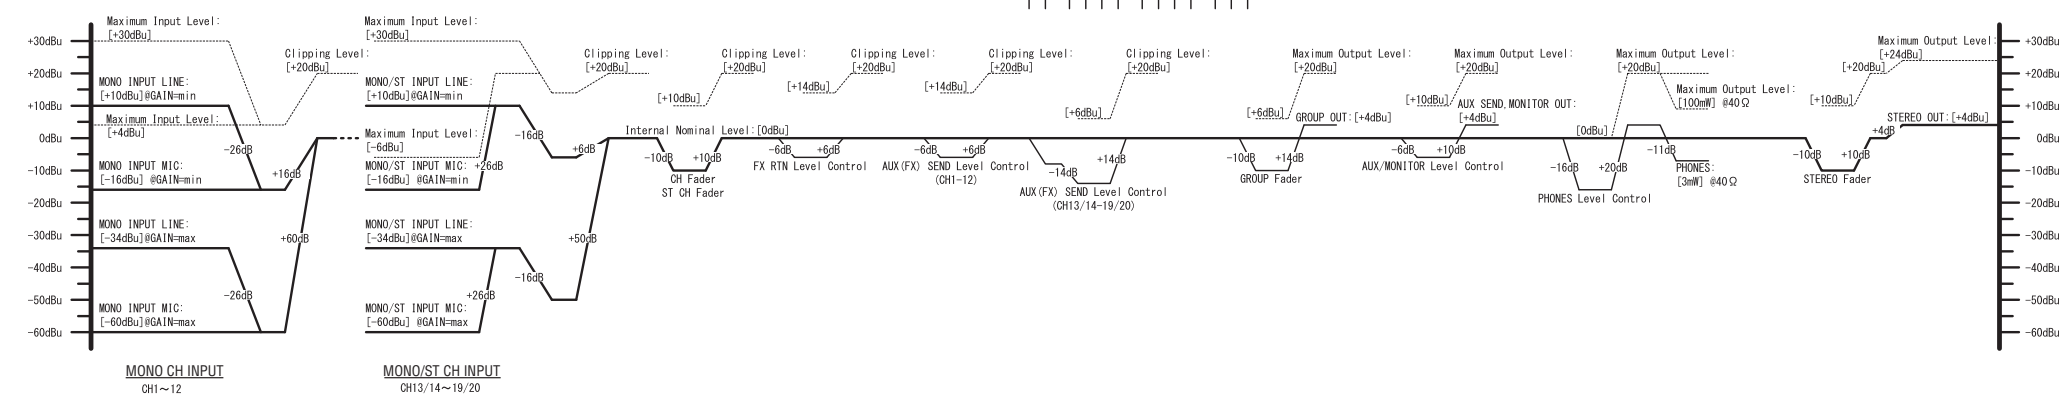 Maximum Input Level:
[+30dBu]
Maximum Input Level:
[+30dBu]
Clipping Level:
[+20dBu]
Clipping Level:
[+20dBu]
Clipping Level:
[+20dBu]
Clipping Level:
[+20dBu]
Clipping Level:
[+20dBu]
Clipping Level:
[+20dBu]
Maximum Output Level:
[+20dBu]
Maximum Output Level:
[+20dBu]
Maximum Output Level:
[+20dBu]
Maximum Output Level:
[+24dBu]
[+20dBu]
+30dBu
+20dBu
+10dBu
0dBu
-10dBu
-20dBu
-30dBu
-40dBu
-50dBu
-60dBu
MONO INPUT LINE:
[+10dBu]@GAIN=min
Maximum Input Level:
[+4dBu]
MONO INPUT MIC:
[-16dBu] @GAIN=min
MONO INPUT LINE:
[-34dBu]@GAIN=max
MONO INPUT MIC:
[-60dBu]@GAIN=max
-26dB
+16dB
+60dB
-26dB
MONO/ST INPUT LINE:
[+10dBu]@GAIN=min
Maximum Input Level:
[-6dBu]
MONO/ST INPUT MIC:
[-16dBu] @GAIN=min
MONO/ST INPUT LINE:
[-34dBu]@GAIN=max
MONO/ST INPUT MIC:
[-60dBu] @GAIN=max
+26dB
-16dB
+6dB
+50dB
-16dB
+26dB
Internal Nominal Level:[0dBu]
[+10dBu]
-10dB
+10dB
CH Fader
ST CH Fader
[+14dBu]
-6dB
+6dB
FX RTN Level Control
[+14dBu]
-6dB
+6dB
AUX(FX) SEND Level Control
(CH1-12)
[+6dBu]
-14dB
+14dB
AUX(FX) SEND Level Control
(CH13/14-19/20)
[+6dBu]
GROUP OUT:[+4dBu]
-10dB
+14dB
GROUP Fader
[+10dBu]
AUX SEND,MONITOR OUT:
[+4dBu]
-6dB
+10dB
AUX/MONITOR Level Control
[0dBu]
Maximum Output Level:
[100mW] @40Ω
-16dB
+20dB
-11dB
PHONES:
[3mW] @40Ω
PHONES Level Control
[+10dBu]
STEREO OUT:[+4dBu]
+4dB
-10dB
+10dB
STEREO Fader
+30dBu
+20dBu
+10dBu
0dBu
-10dBu
-20dBu
-30dBu
-40dBu
-50dBu
-60dBu
MONO CH INPUT
CH1～12
MONO/ST CH INPUT
CH13/14～19/20